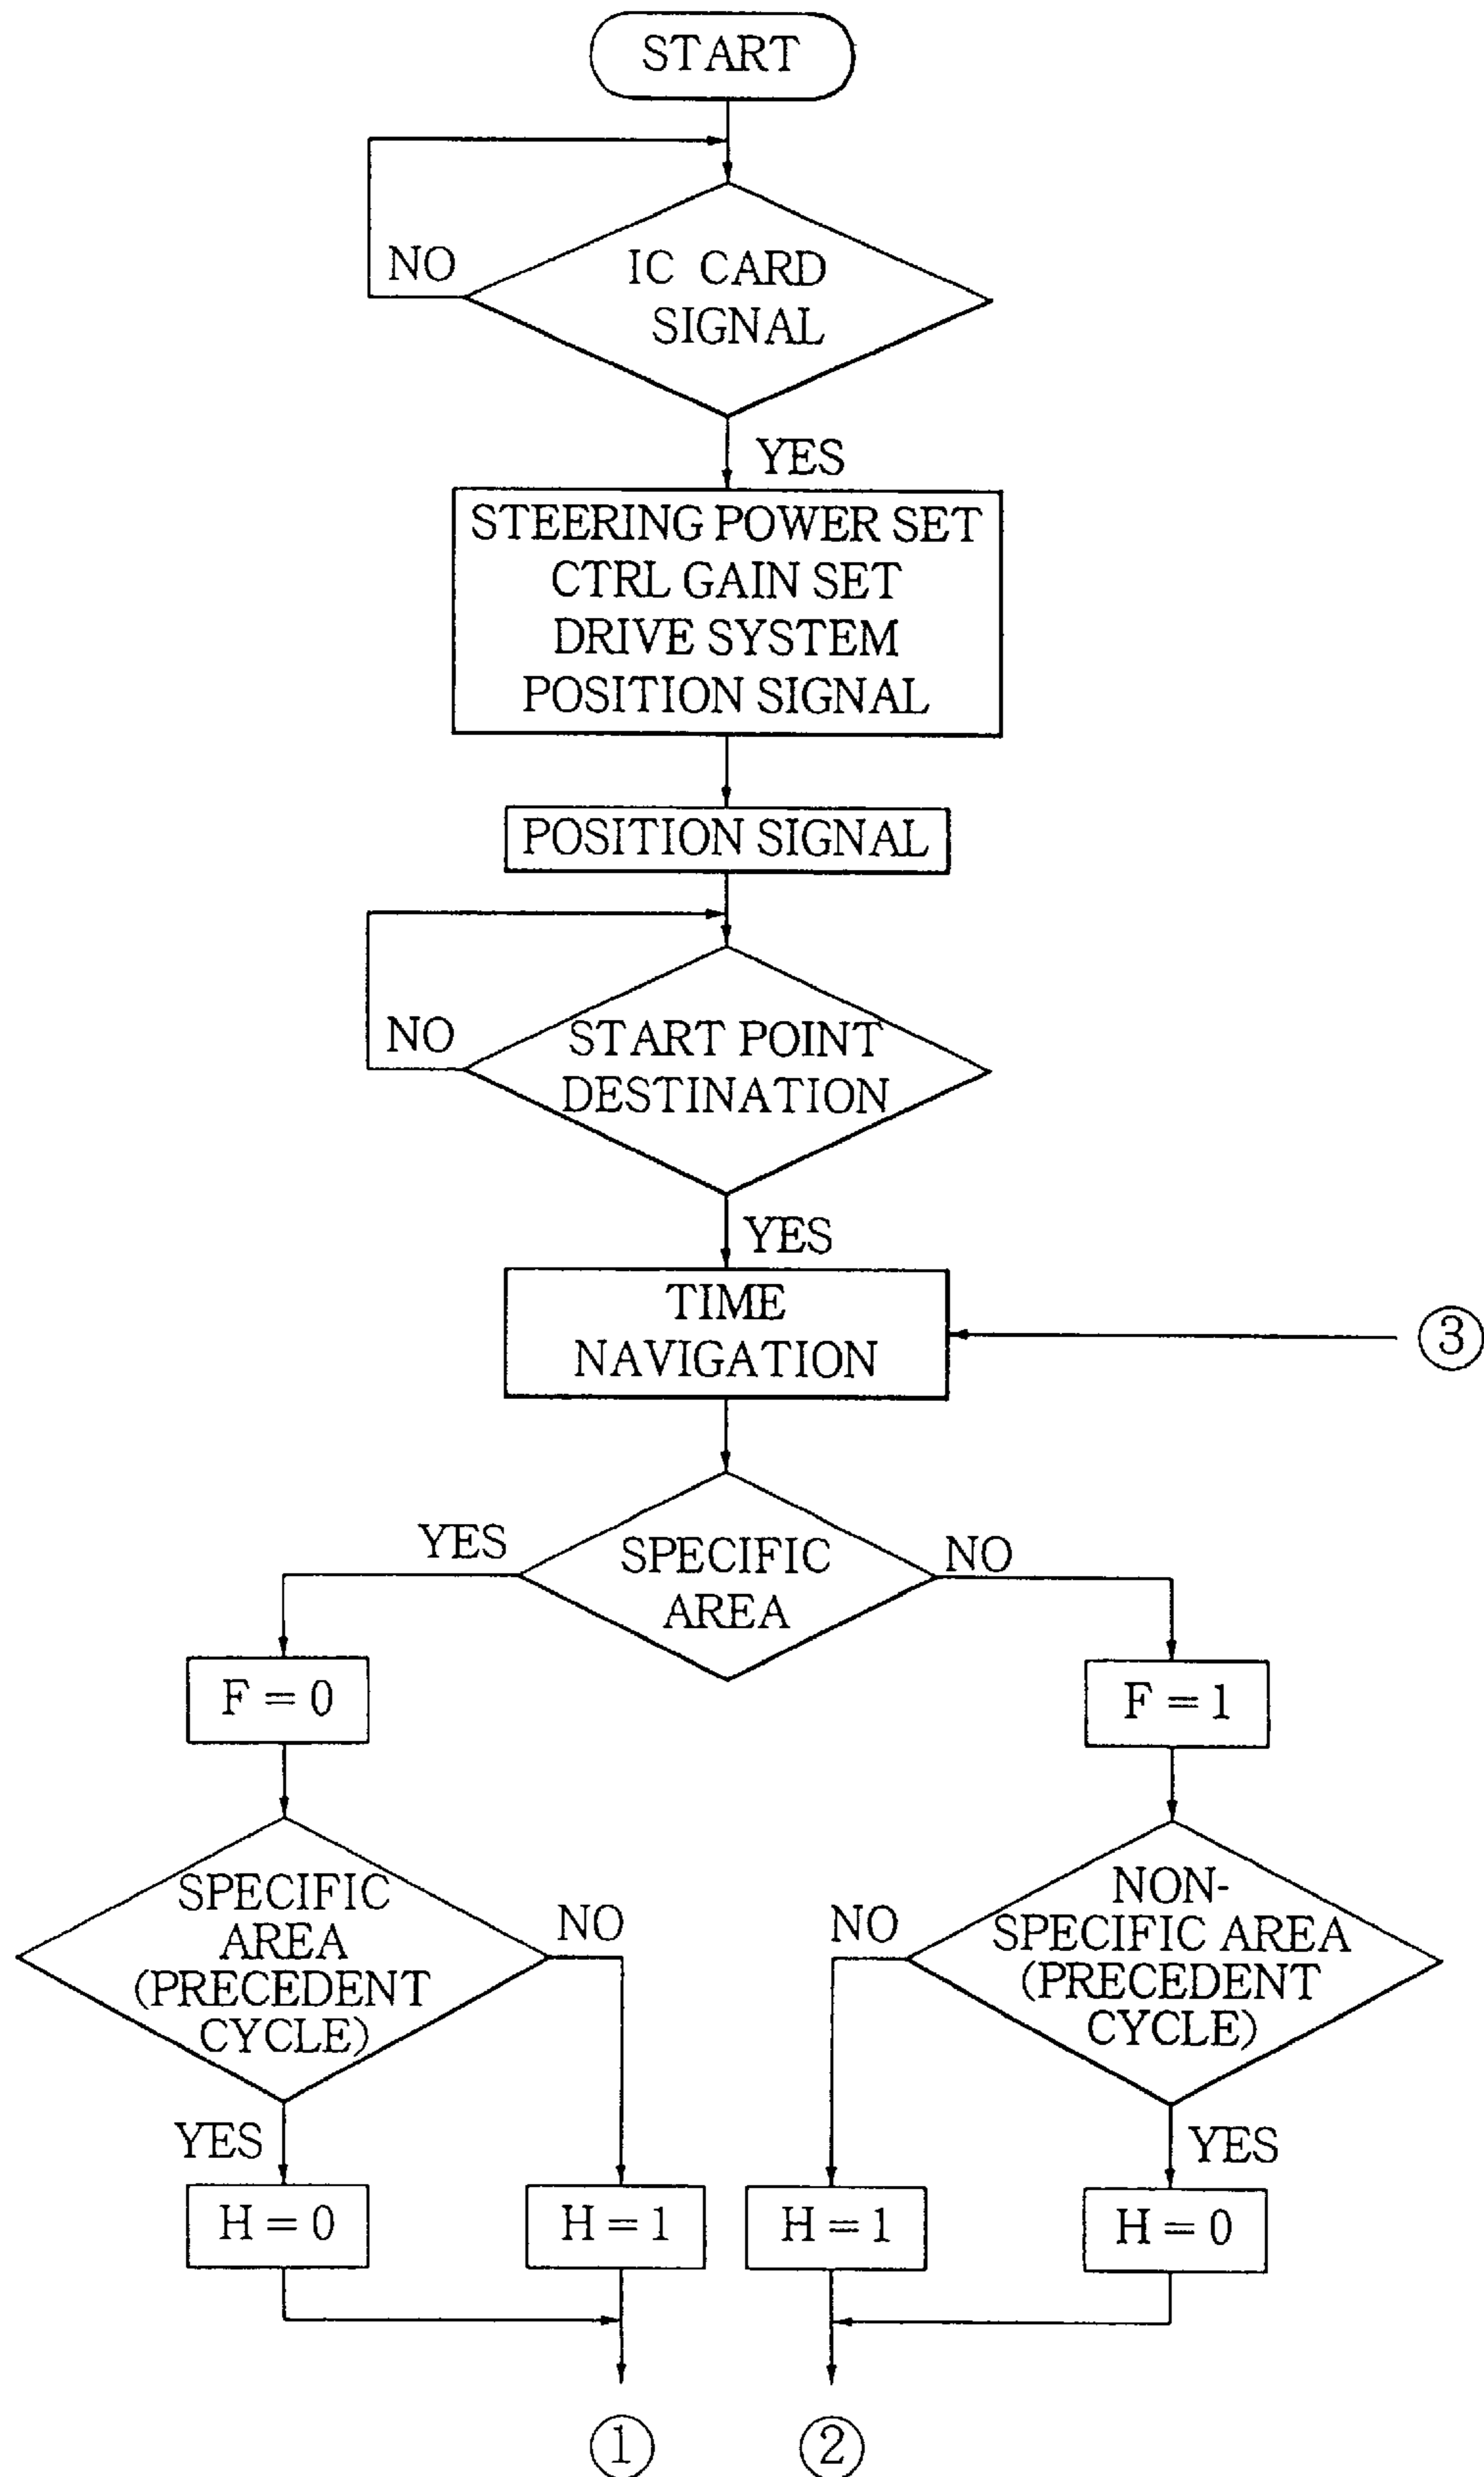 START
NO
IC CARD
SIGNAL
YES
STEERING POWER SET
CTRL GAIN SET
DRIVE SYSTEM
POSITION SIGNAL
POSITION SIGNAL
NO
START POINT
DESTINATION
YES
TIME
NAVIGATION
③
YES
SPECIFIC
AREA
NO
F = 0
F = 1
SPECIFIC
AREA
(PRECEDENT
CYCLE)
NO
NO
NON-
SPECIFIC AREA
(PRECEDENT
CYCLE)
YES
YES
H = 0
H = 1
H = 1
H = 0
①
②